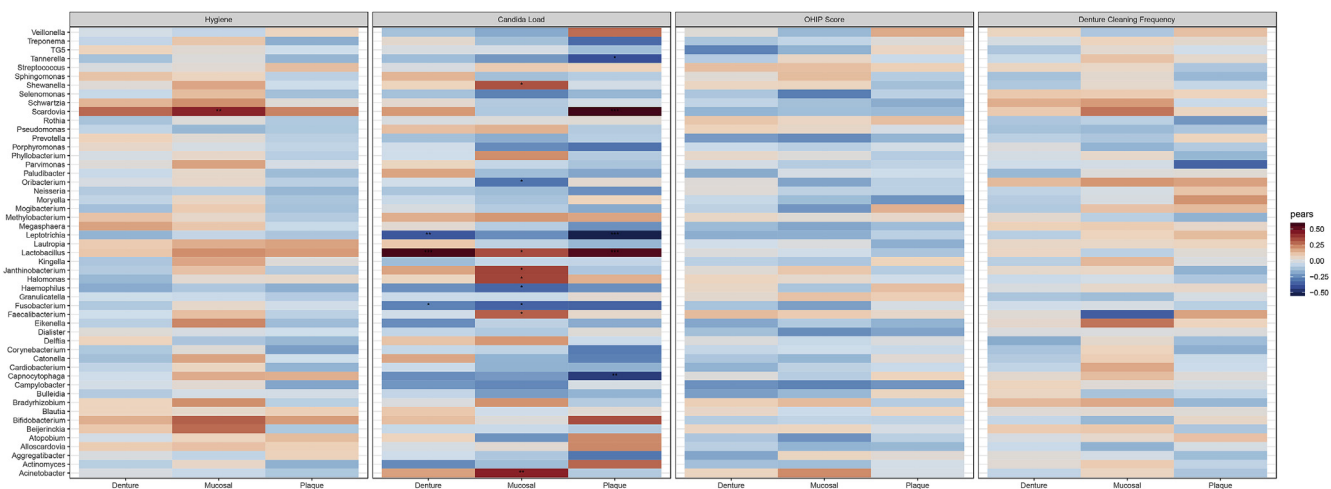 Hygiene
Candida Load
OHIP Score
Denture Cleaning Frequency
Veillonella
Treponema
TG5
Tannerella
Streptococcus
Sphingomonas
Shewanella
Selenomonas
Schwartzia
Scardovia
Rothia
Pseudomonas
Prevotella
Porphyromonas
Phyllobacterium
Parvimonas
Paludibacter
Oribacterium
Neisseria
Moryella
Mogibacterium
Methylobacterium
Megasphaera
Leptotrichia
Lautropia
Lactobacillus
Kingella
Janthinobacterium
Halomonas
Haemophilus
Granulicatella
Fusobacterium
Faecalibacterium
Eikenella
Dialister
Delftia
Corynebacterium
Catonella
Cardiobacterium
Capnocytophaga
Campylobacter
Bulleidia
Bradyrhizobium
Blautia
Bifidobacterium
Beijerinckia
Atopobium
Alloscardovia
Aggregatibacter
Actinomyces
Acinetobacter
Denture Mucosal Plaque
Denture Mucosal Plaque
Denture Mucosal Plaque
Denture Mucosal Plaque
pears
0.50
0.25
0.00
−0.25
−0.50